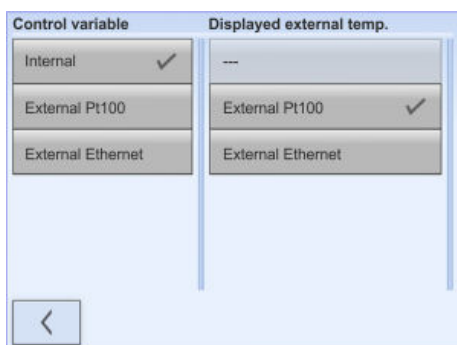 Control variable
Displayed external temp.
Internal
---
External Pt100
External Pt100
External Ethernet
External Ethernet